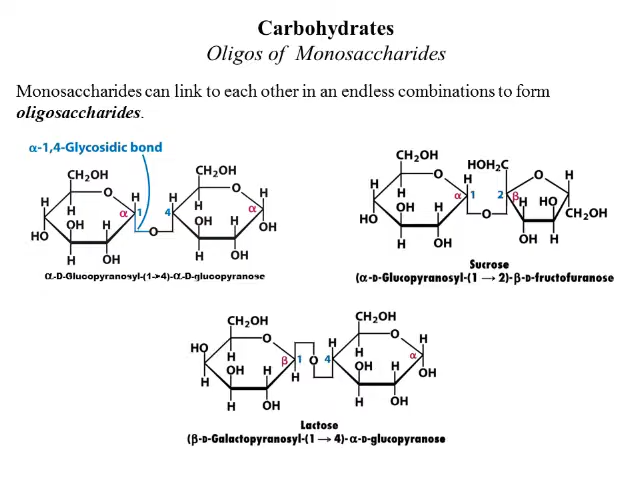 Carbohydrates
Oligos of Monosaccharides
Monosaccharides can link to each other in an endless combinations to form
oligosaccharides.
α-1,4-Glycosidic bond
CH₂OH
O
H
H
H
OH
H
HO
H
OH
α
1
O
CH₂OH
O
H
H
H
OH
H
H
OH
4
α
OH
α-D-Glucopyranosyl-(1→4)-α-D-glucopyranose
CH₂OH
O
H
H
H
OH
H
HO
H
OH
α
1
O
HOH₂C
O
H
2
β
H
HO
CH₂OH
OH
H
Sucrose
(α-D-Glucopyranosyl-(1 → 2)-β-D-fructofuranose
CH₂OH
O
HO
H
H
OH
H
H
H
OH
β
1
O
4
CH₂OH
O
H
H
H
OH
H
α
OH
H
OH
Lactose
(β-D-Galactopyranosyl-(1 → 4)-α-D-glucopyranose